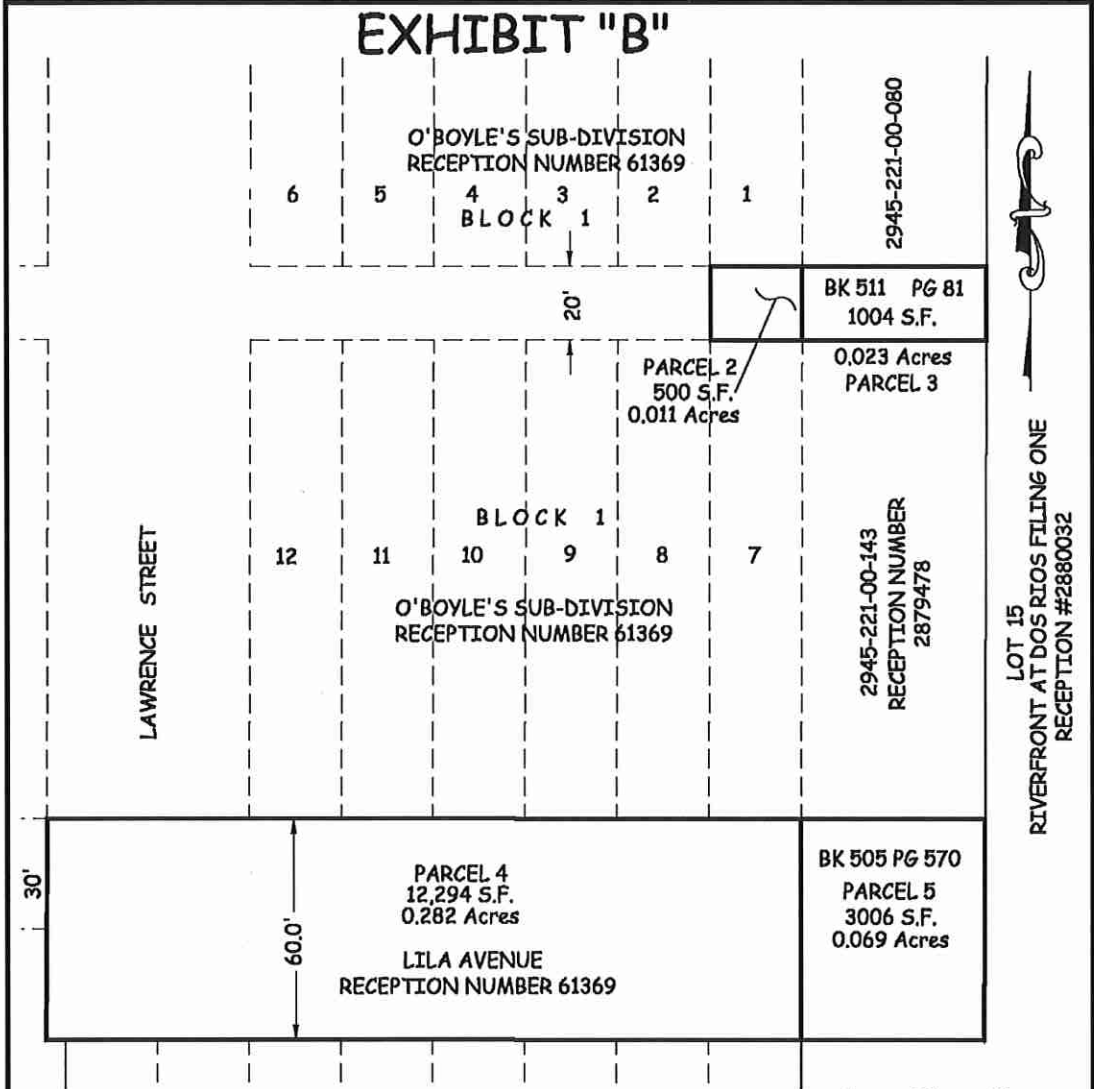 EXHIBIT "B"
O'BOYLE'S SUB-DIVISION
RECEPTION NUMBER 61369
6 5 4 3 2 1
BLOCK 1
2945-221-00-080
20'
BK 511 PG 81
1004 S.F.
0.023 Acres
PARCEL 3
PARCEL 2
500 S.F.
0.011 Acres
LAWRENCE STREET
BLOCK 1
12 11 10 9 8 7
O'BOYLE'S SUB-DIVISION
RECEPTION NUMBER 61369
2945-221-00-143
RECEPTION NUMBER
2879478
LOT 15
RIVERFRONT AT DOS RIOS FILING ONE
RECEPTION #2880032
30'
60.0'
PARCEL 4
12,294 S.F.
0.282 Acres
LILA AVENUE
RECEPTION NUMBER 61369
BK 505 PG 570
PARCEL 5
3006 S.F.
0.069 Acres